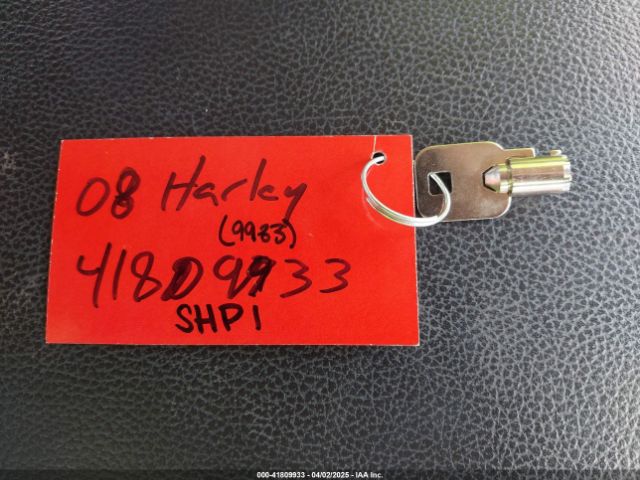 08 Harley
(9983)
41809933
SHP1
000-41809933 - 04/02/2025 - IAA Inc.